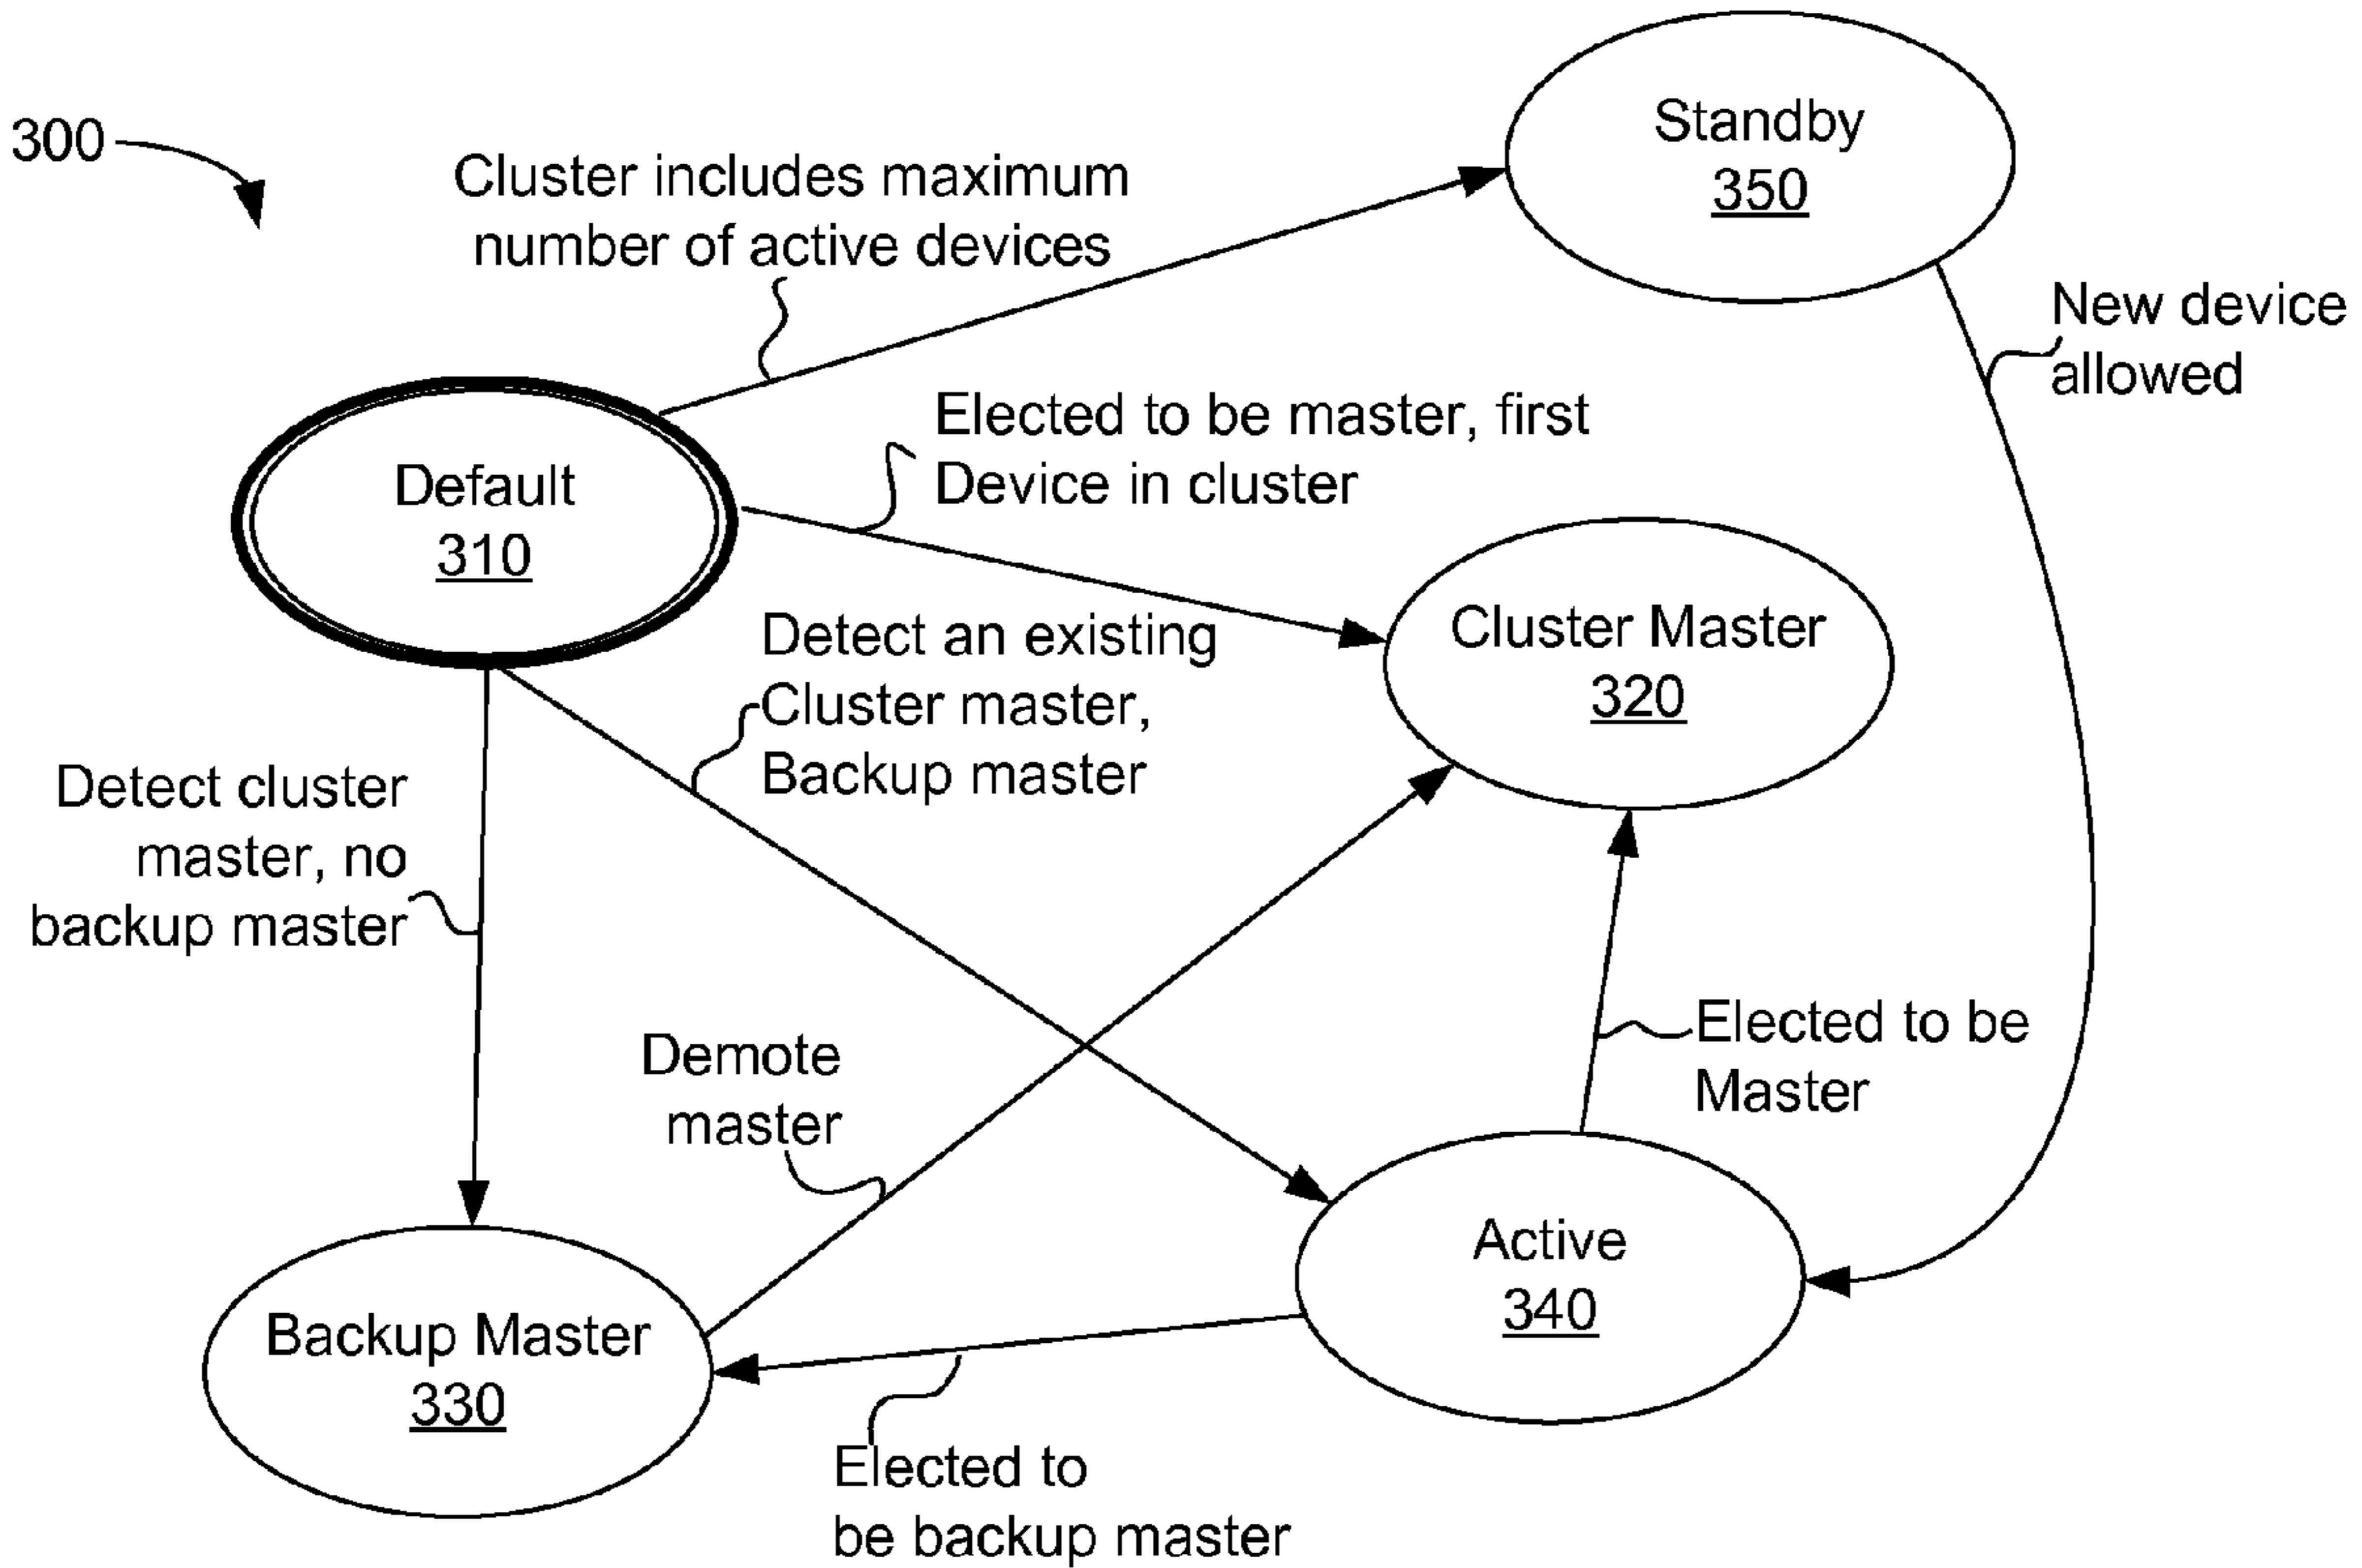 300
Cluster includes maximum
number of active devices
Standby
350
New device
allowed
Elected to be master, first
Device in cluster
Default
310
Detect an existing
Cluster master,
Backup master
Cluster Master
320
Detect cluster
master, no
backup master
Demote
master
Elected to be
Master
Active
340
Backup Master
330
Elected to
be backup master